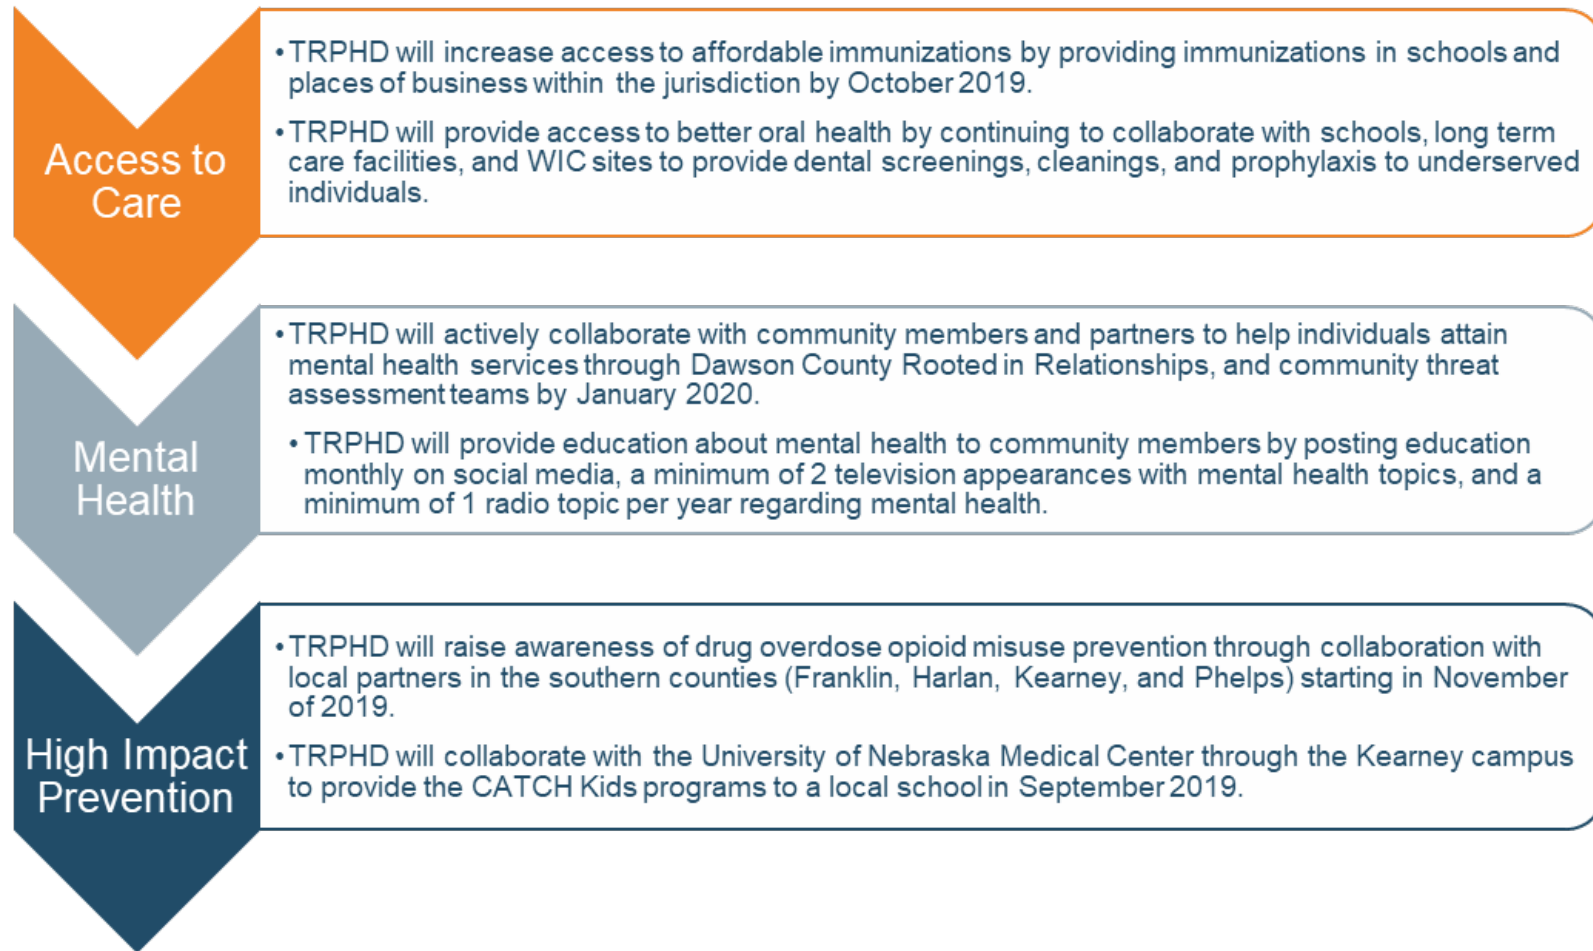 Access to
Care
• TRPHD will increase access to affordable immunizations by providing immunizations in schools and
places of business within the jurisdiction by October 2019.
• TRPHD will provide access to better oral health by continuing to collaborate with schools, long term
care facilities, and WIC sites to provide dental screenings, cleanings, and prophylaxis to underserved
individuals.
Mental
Health
• TRPHD will actively collaborate with community members and partners to help individuals attain
mental health services through Dawson County Rooted in Relationships, and community threat
assessment teams by January 2020.
• TRPHD will provide education about mental health to community members by posting education
monthly on social media, a minimum of 2 television appearances with mental health topics, and a
minimum of 1 radio topic per year regarding mental health.
High Impact
Prevention
• TRPHD will raise awareness of drug overdose opioid misuse prevention through collaboration with
local partners in the southern counties (Franklin, Harlan, Kearney, and Phelps) starting in November
of 2019.
• TRPHD will collaborate with the University of Nebraska Medical Center through the Kearney campus
to provide the CATCH Kids programs to a local school in September 2019.